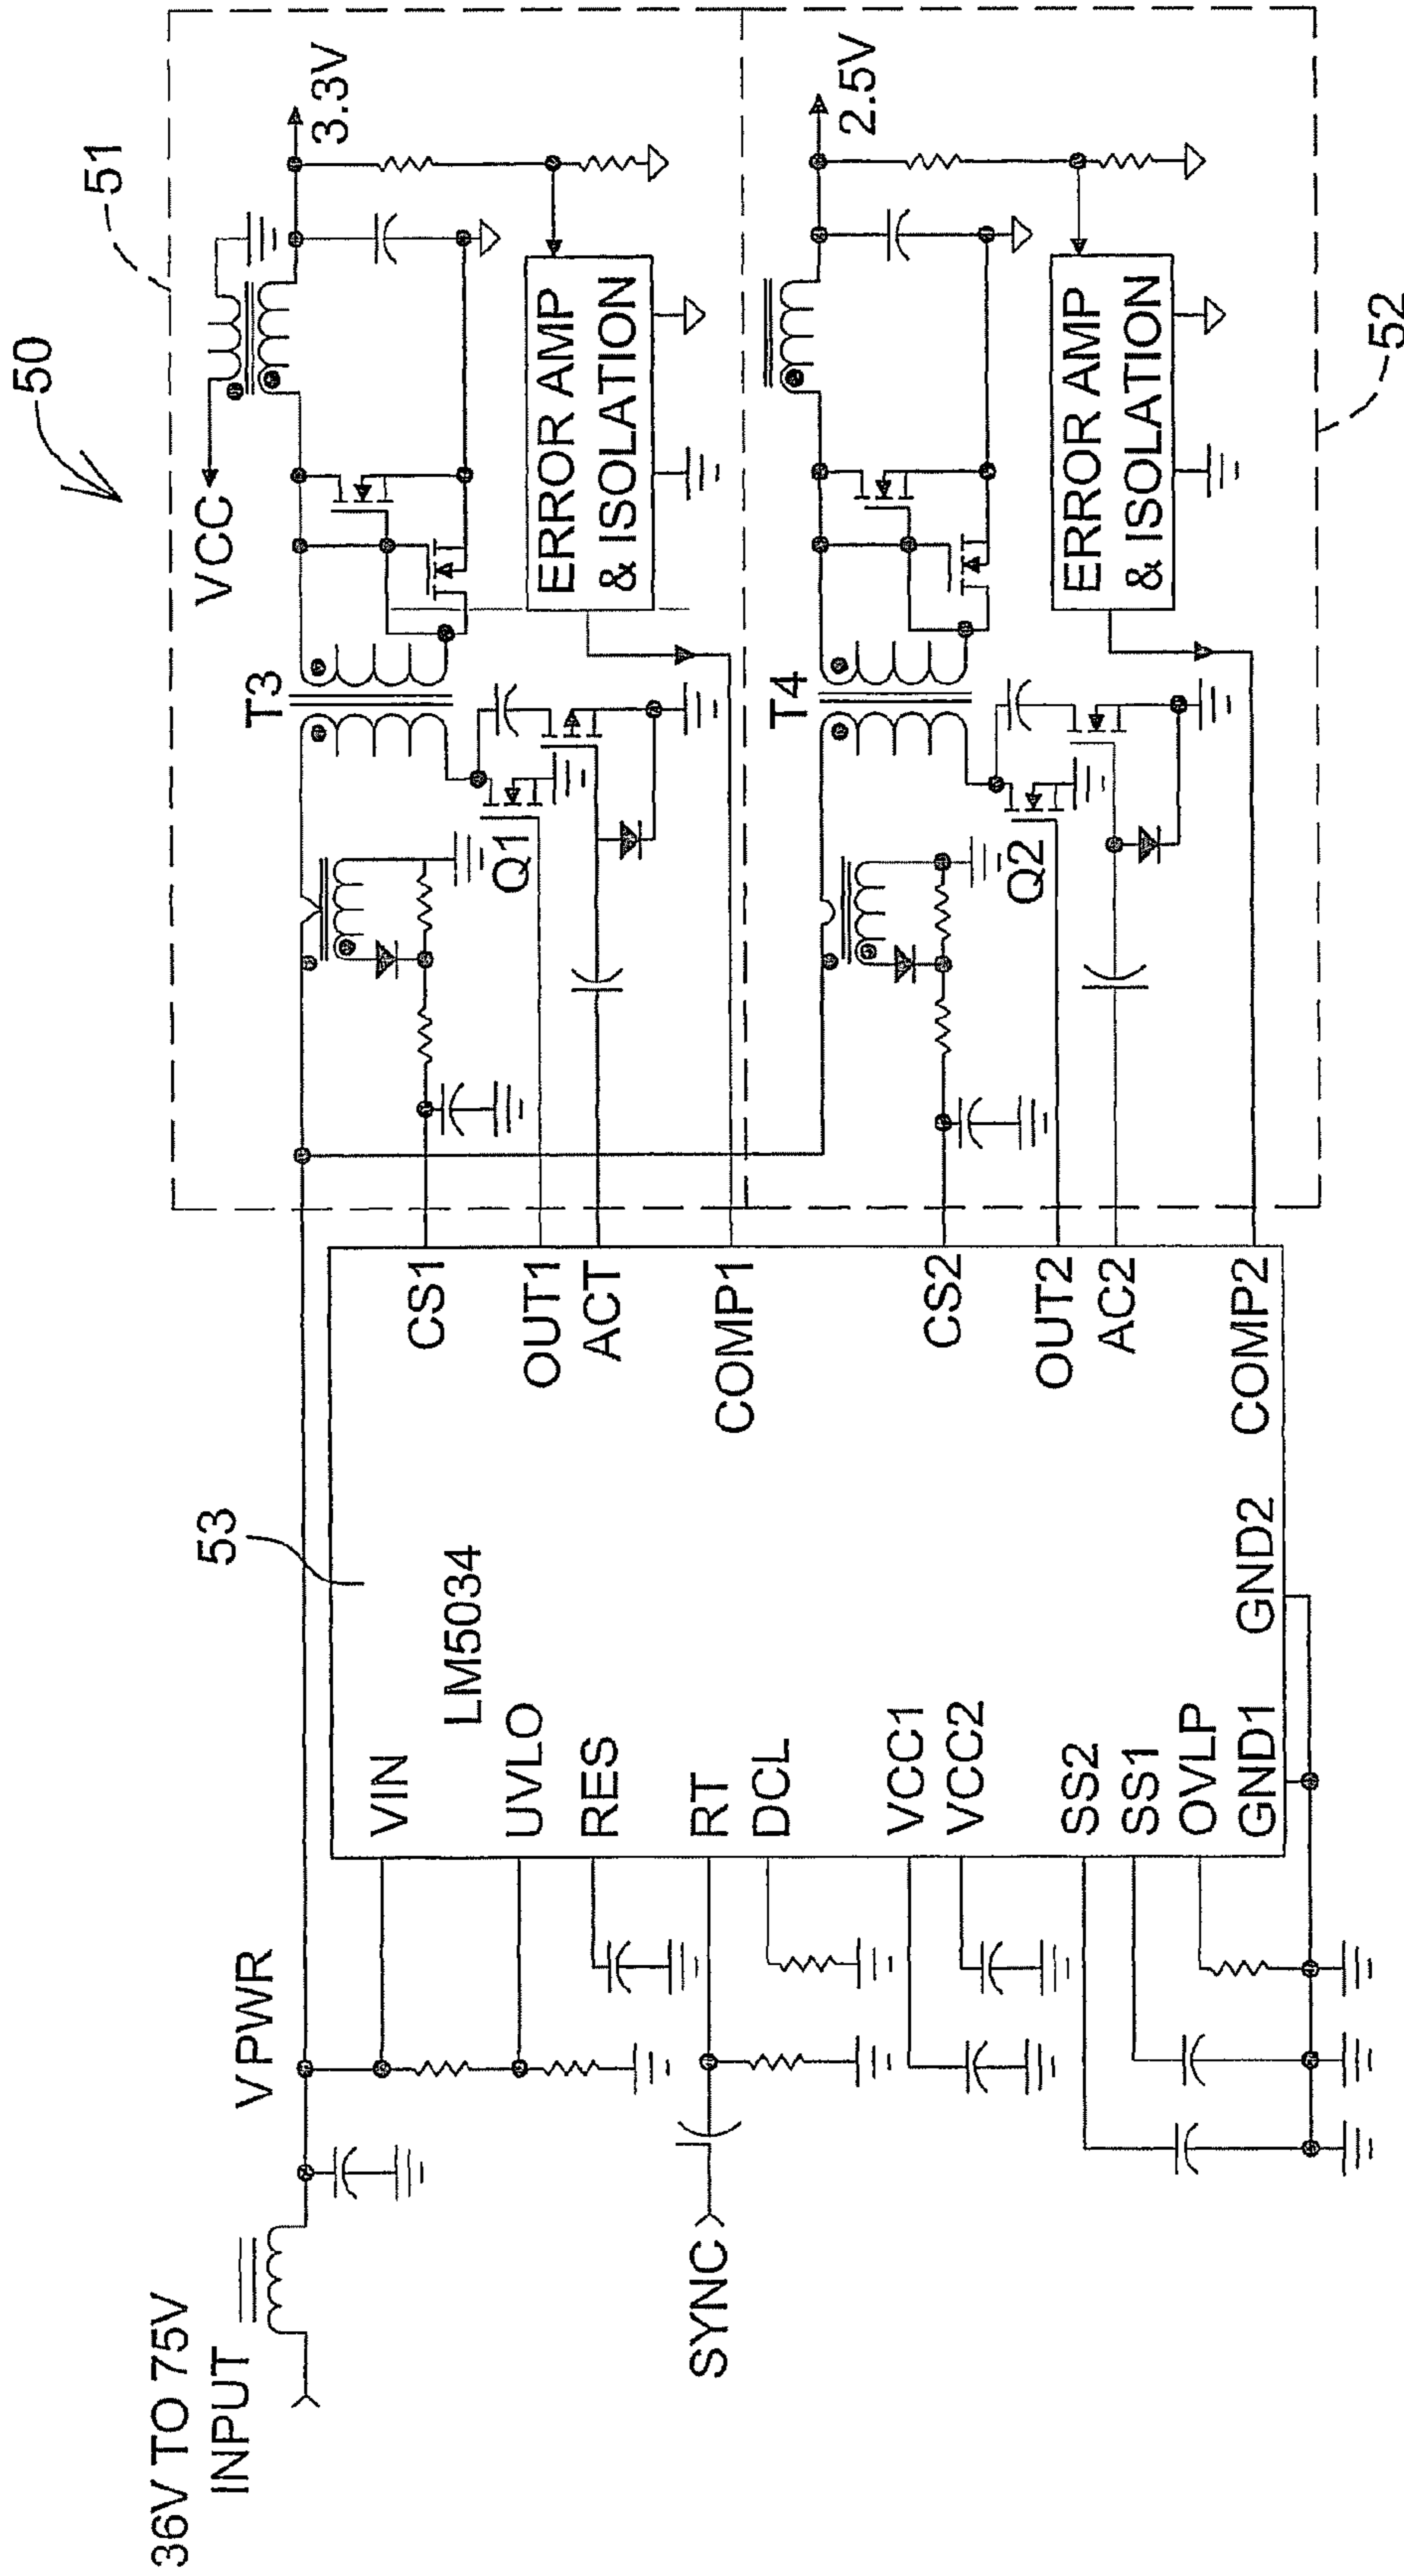 50
51
36V TO 75V
INPUT
VPWR
53
VCC
3.3V
T3
LM5034
VIN
UVLO
RES
RT
DCL
VCC1
VCC2
SS2
SS1
OVLP
GND1
GND2
CS1
OUT1
ACT
COMP1
CS2
OUT2
AC2
COMP2
SYNC
Q1
ERROR AMP
& ISOLATION
T4
2.5V
Q2
ERROR AMP
& ISOLATION
52